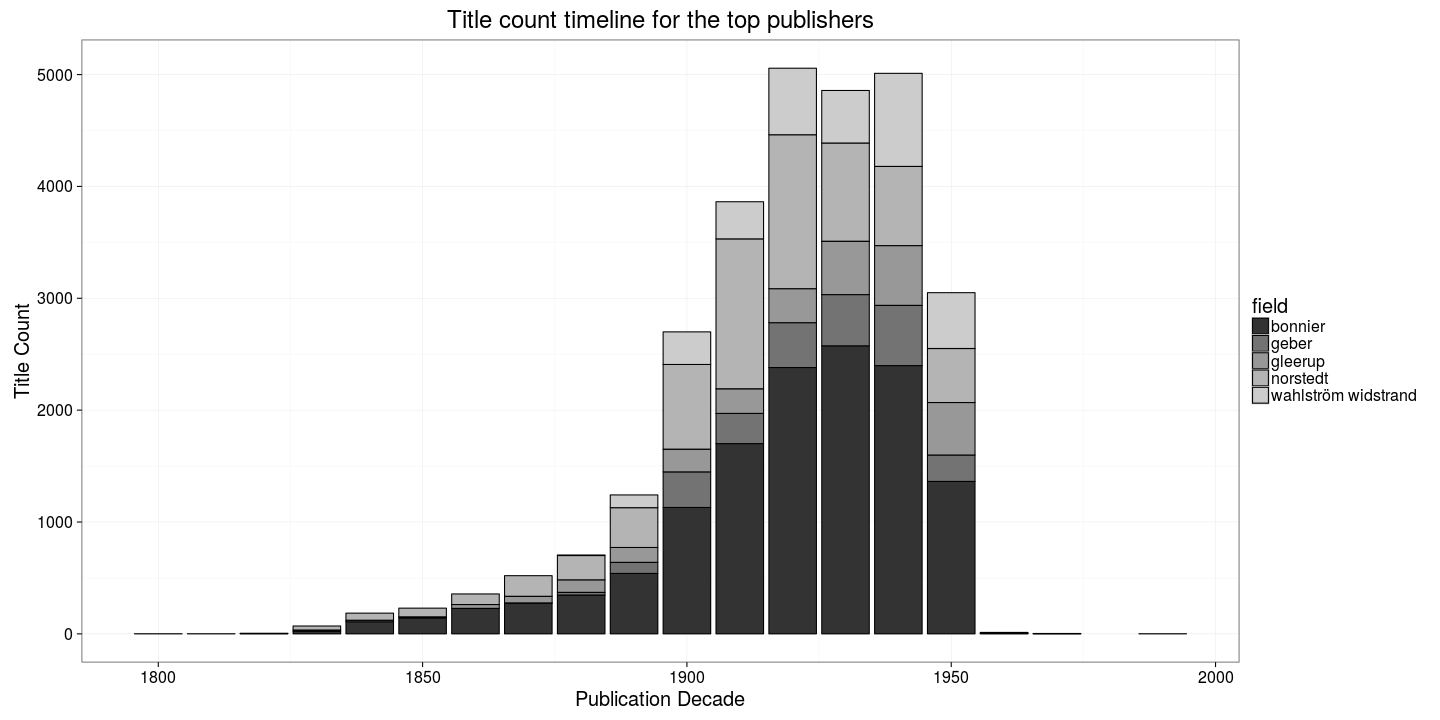 Title count timeline for the top publishers
Title Count
5000
4000
3000
2000
1000
0
1800
1850
1900
1950
2000
Publication Decade
field
bonnier
geber
gleerup
norstedt
wahlström widstrand